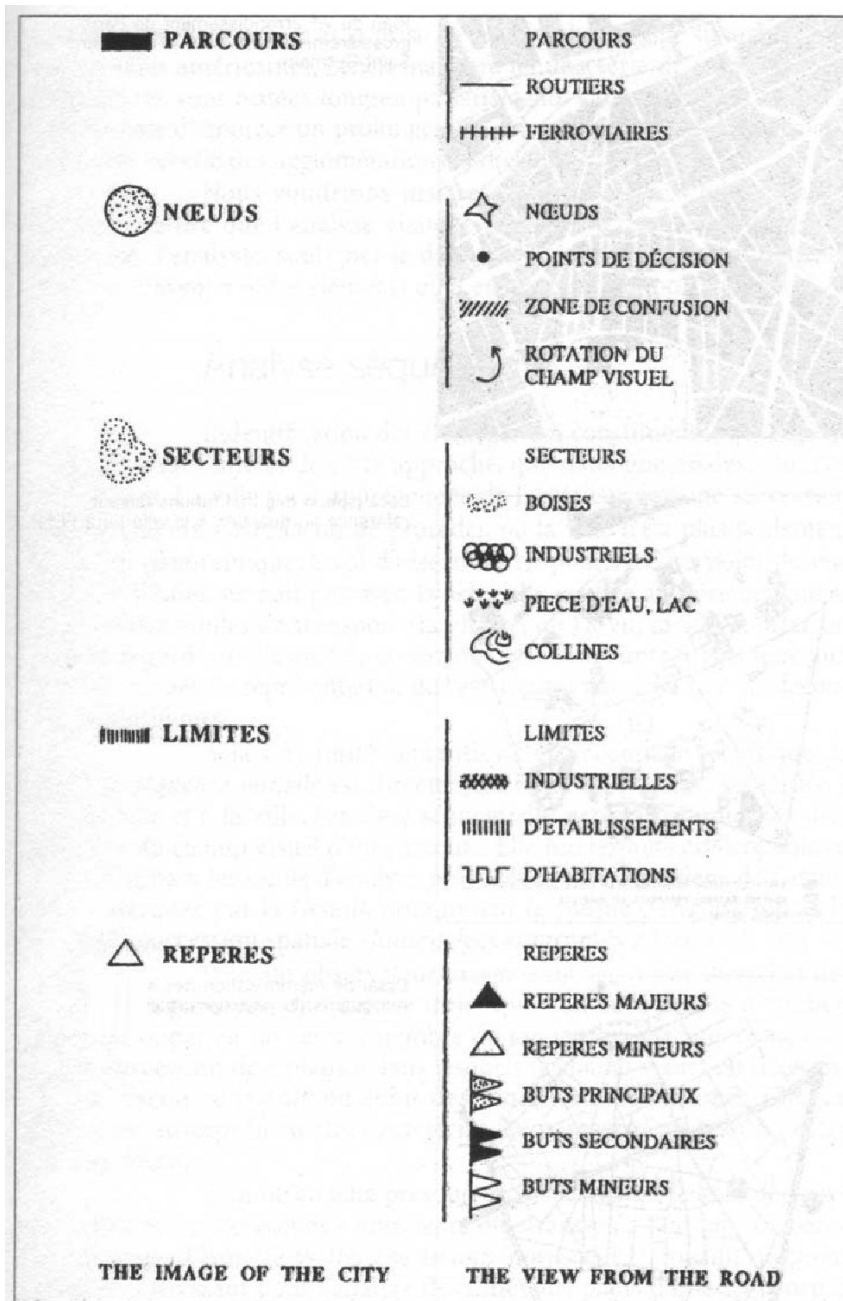 PARCOURS
PARCOURS
ROUTIERS
FERROVIAIRES
NŒUDS
NŒUDS
POINTS DE DÉCISION
ZONE DE CONFUSION
ROTATION DU
CHAMP VISUEL
SECTEURS
SECTEURS
BOISES
INDUSTRIELS
PIECE D'EAU, LAC
COLLINES
LIMITES
LIMITES
INDUSTRIELLES
D'ETABLISSEMENTS
D'HABITATIONS
REPERES
REPERES
REPERES MAJEURS
REPERES MINEURS
BUTS PRINCIPAUX
BUTS SECONDAIRES
BUTS MINEURS
THE IMAGE OF THE CITY
THE VIEW FROM THE ROAD